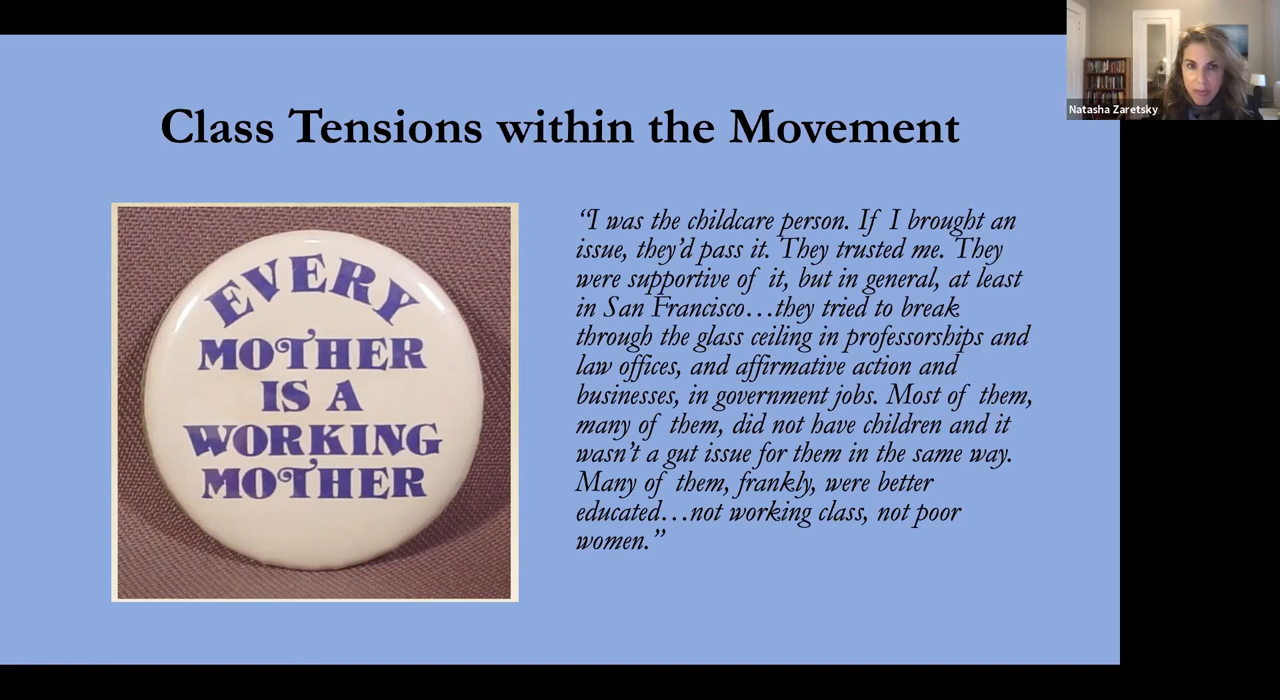 Natasha Zaretsky
Class Tensions within the Movement
EVERY
MOTHER
IS A
WORKING
MOTHER
“I was the childcare person. If I brought an
issue, they’d pass it. They trusted me. They
were supportive of it, but in general, at least
in San Francisco…they tried to break
through the glass ceiling in professorships and
law offices, and affirmative action and
businesses, in government jobs. Most of them,
many of them, did not have children and it
wasn’t a gut issue for them in the same way.
Many of them, frankly, were better
educated…not working class, not poor
women.”